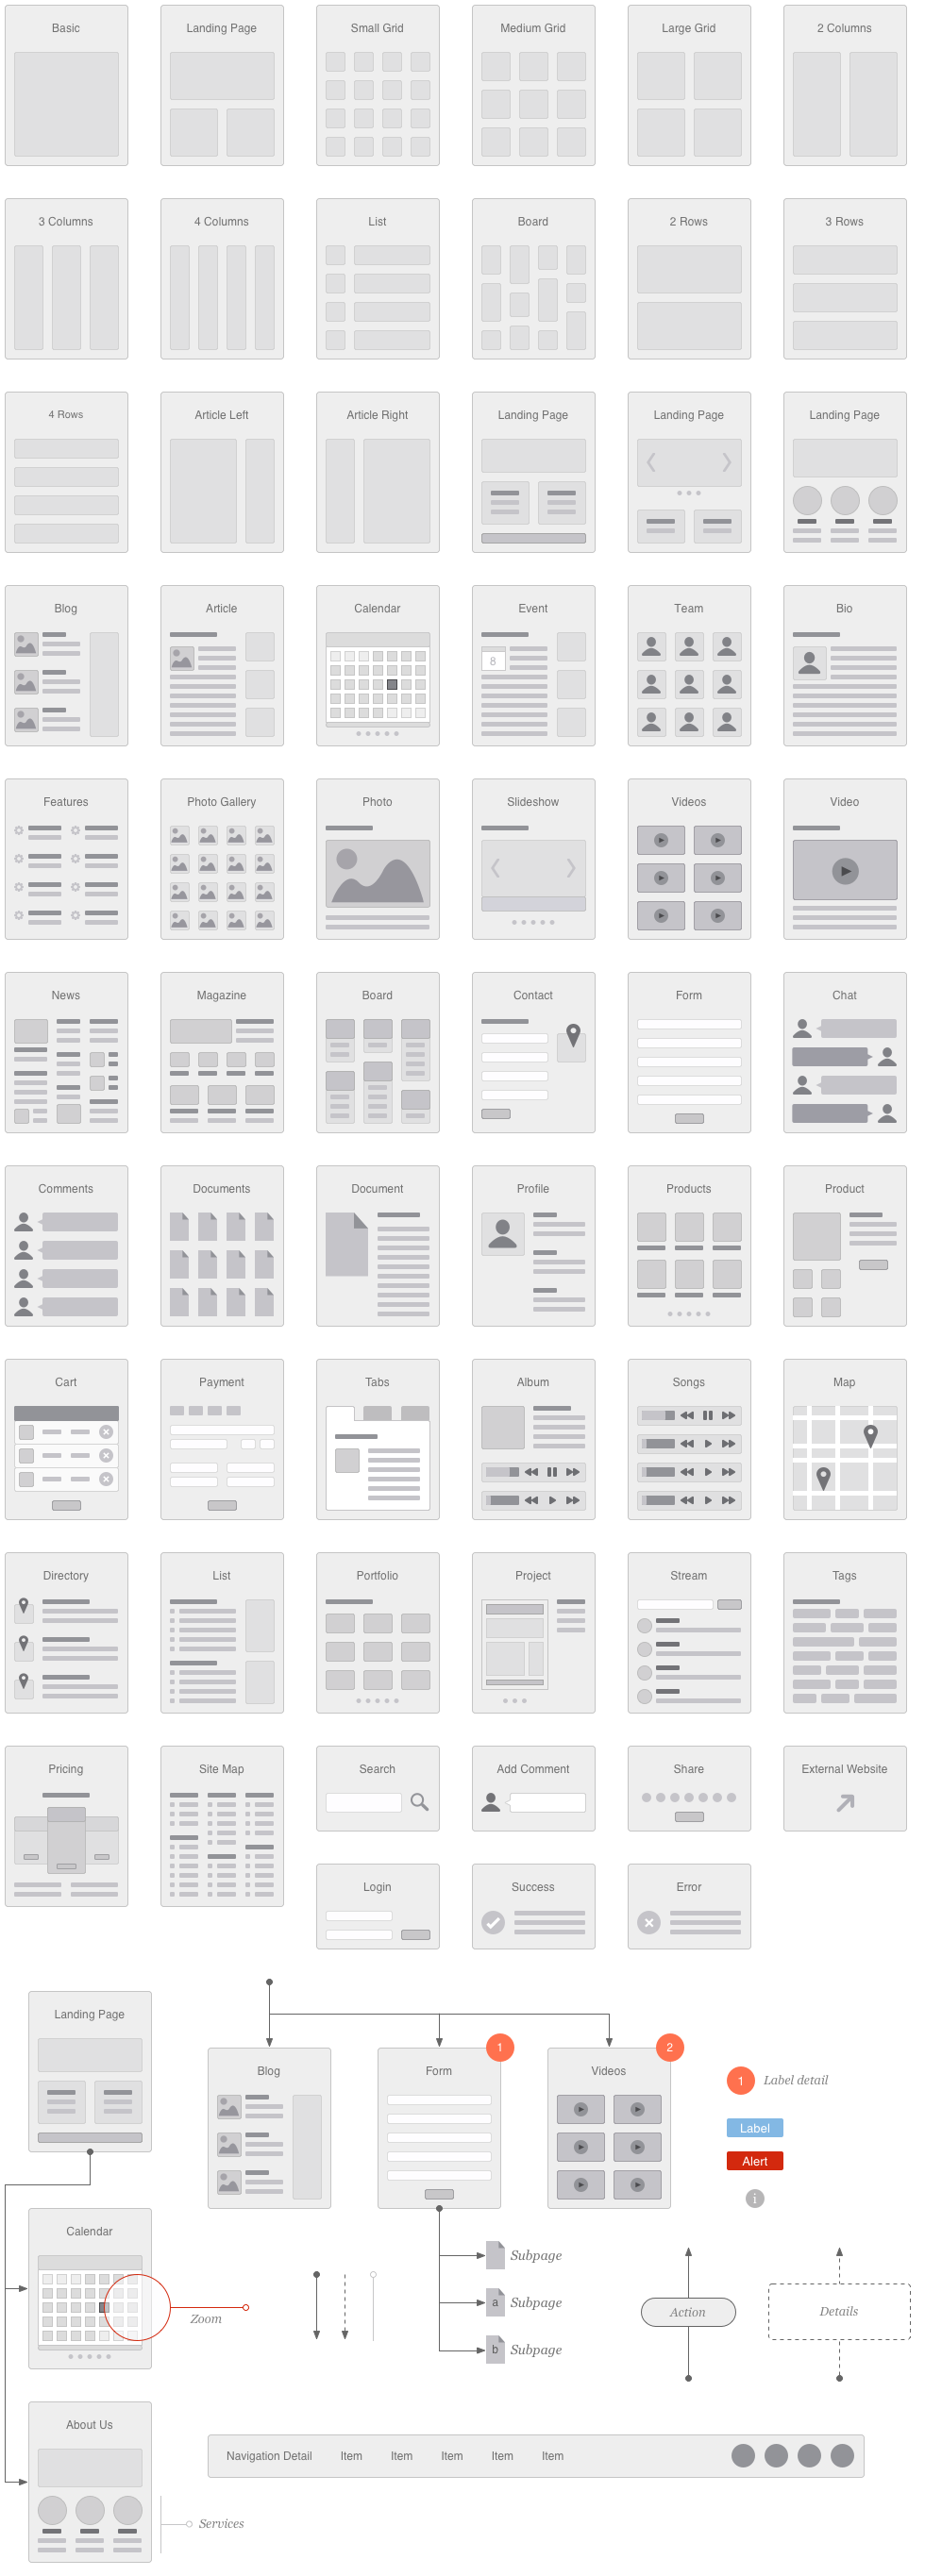 Basic
Landing Page
Small Grid
Medium Grid
Large Grid
2 Columns
3 Columns
4 Columns
List
Board
2 Rows
3 Rows
4 Rows
Article Left
Article Right
Landing Page
Landing Page
Landing Page
Blog
Article
Calendar
Event
Team
Bio
8
Features
Photo Gallery
Photo
Slideshow
Videos
Video
News
Magazine
Board
Contact
Form
Chat
Comments
Documents
Document
Profile
Products
Product
Cart
Payment
Tabs
Album
Songs
Map
Directory
List
Portfolio
Project
Stream
Tags
Pricing
Site Map
Search
Add Comment
Share
External Website
Login
Success
Error
Landing Page
Blog
Form
1
Videos
2
1
Label detail
Label
Alert
i
Calendar
Zoom
Subpage
a
Subpage
b
Subpage
Action
Details
About Us
Navigation Detail
Item
Item
Item
Item
Item
Services